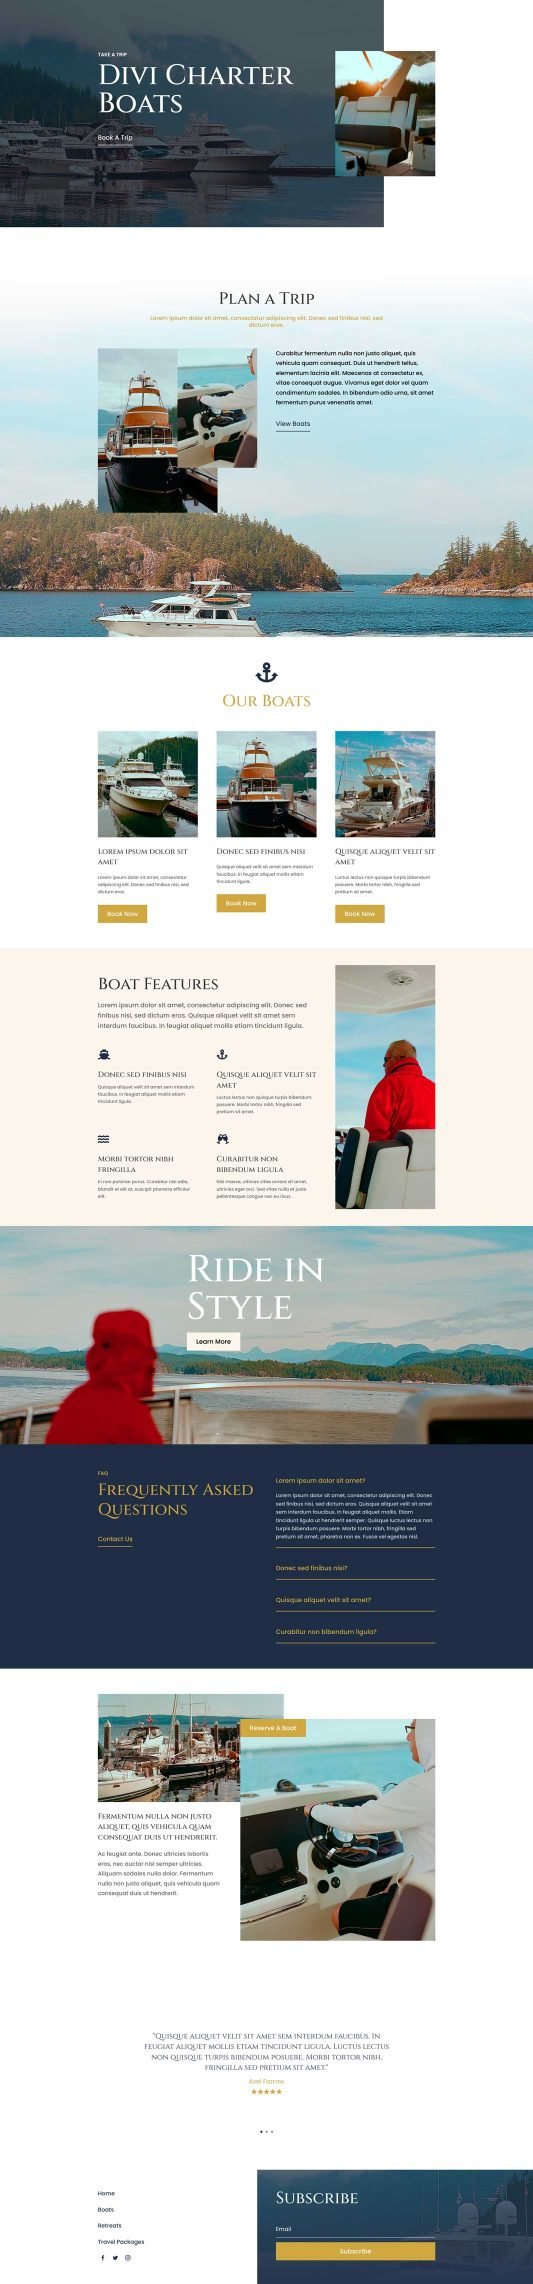 TAKE A TRIP
DIVI CHARTER
BOATS
Book A Trip
PLAN A TRIP
Lorem ipsum dolor sit amet, consectetur adipiscing elit. Donec sed finibus nisi, sed
dictum eros.
Curabitur fermentum nulla non justo aliquet, quis
vehicula quam consequat. Duis ut hendrerit tellus,
elementum lacinia elit. Maecenas at consectetur ex,
vitae consequat augue. Vivamus eget dolor vel quam
condimentum sodales. In bibendum odio urna, sit amet
fermentum purus venenatis amet.
View Boats
OUR BOATS
LOREM IPSUM DOLOR SIT
AMET
Lorem ipsum dolor sit amet, consectetur
adipiscing elit. Donec sed finibus nisi, sed
dictum eros.
Book Now
DONEC SED FINIBUS NISI
Quisque aliquet velit sit amet sem interdum
faucibus. In feugiat aliquet mollis etiam
tincidunt ligula.
Book Now
QUISQUE ALIQUET VELIT SIT
AMET
Luctus lectus non quisque turpis bibendum
posuere. Morbi tortor nibh, fringilla sed
pretium sit amet.
Book Now
BOAT FEATURES
Lorem ipsum dolor sit amet, consectetur adipiscing elit. Donec sed
finibus nisi, sed dictum eros. Quisque aliquet velit sit amet sem
interdum faucibus. In feugiat aliquet mollis etiam tincidunt ligula.
DONEC SED FINIBUS NISI
Quisque aliquet velit sit amet sem interdum
faucibus. In feugiat aliquet mollis etiam
tincidunt ligula.
QUISQUE ALIQUET VELIT SIT
AMET
Luctus lectus non quisque turpis bibendum
posuere. Morbi tortor nibh, fringilla sed
pretium sit amet.
MORBI TORTOR NIBH
FRINGILLA
In non pulvinar purus. Curabitur nisi odio,
blandit et elit at, suscipit pharetra efficitur
elit.
CURABITUR NON
BIBENDUM LIGULA
Nisl massa, ultrices vitae ornare sit amet,
ultricies eget orci. Sed vitae nulla et justo
pellentesque congue nec eu risus.
RIDE IN
STYLE
Learn More
FAQ
FREQUENTLY ASKED
QUESTIONS
Contact Us
Lorem ipsum dolor sit amet?
Lorem ipsum dolor sit amet, consectetur adipiscing elit. Donec
sed finibus nisi, sed dictum eros. Quisque aliquet velit sit amet
sem interdum faucibus. In feugiat aliquet mollis. Etiam
tincidunt ligula ut hendrerit semper. Quisque luctus lectus non
turpis bibendum posuere. Morbi tortor nibh, fringilla sed
pretium sit amet, pharetra non ex. Fusce vel egestas nisl.
Donec sed finibus nisi?
Quisque aliquet velit sit amet?
Curabitur non bibendum ligula?
Reserve A Boat
FERMENTUM NULLA NON JUSTO
ALIQUET, QUIS VEHICULA QUAM
CONSEQUAT DUIS UT HENDRERIT.
Ac feugiat ante. Donec ultricies lobortis
eros, nec auctor nisl semper ultricies.
Aliquam sodales nulla dolor. Fermentum
nulla non justo aliquet, quis vehicula quam
consequat duis ut hendrerit.
"QUISQUE ALIQUET VELIT SIT AMET SEM INTERDUM FAUCIBUS. IN
FEUGIAT ALIQUET MOLLIS ETIAM TINCIDUNT LIGULA. LUCTUS LECTUS
NON QUISQUE TURPIS BIBENDUM POSUERE. MORBI TORTOR NIBH,
FRINGILLA SED PRETIUM SIT AMET."
Axel Farrow
★★★★★
Home
Boats
Retreats
Travel Packages
SUBSCRIBE
Email
Subscribe